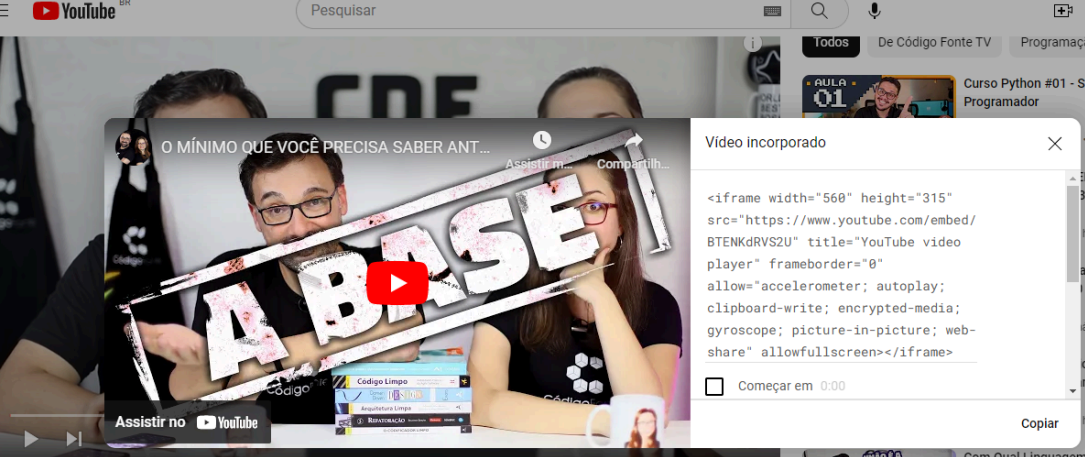 YouTube BR
Pesquisar
Todos
De Código Fonte TV
Programaç
CDF
AULA
01
Curso Python #01 - S
Programador
O MÍNIMO QUE VOCÊ PRECISA SABER ANT...
Assistir m...
Compartilh...
A BASE
Código Limpo
Arquitetura Limpa
REFATORAÇÃO
Assistir no YouTube
Vídeo incorporado
<iframe width="560" height="315"
src="https://www.youtube.com/embed/
BTENKdRVS2U" title="YouTube video
player" frameborder="0"
allow="accelerometer; autoplay;
clipboard-write; encrypted-media;
gyroscope; picture-in-picture; web-
share" allowfullscreen></iframe>
Começar em 0:00
Copiar
Com Qual Linguagem